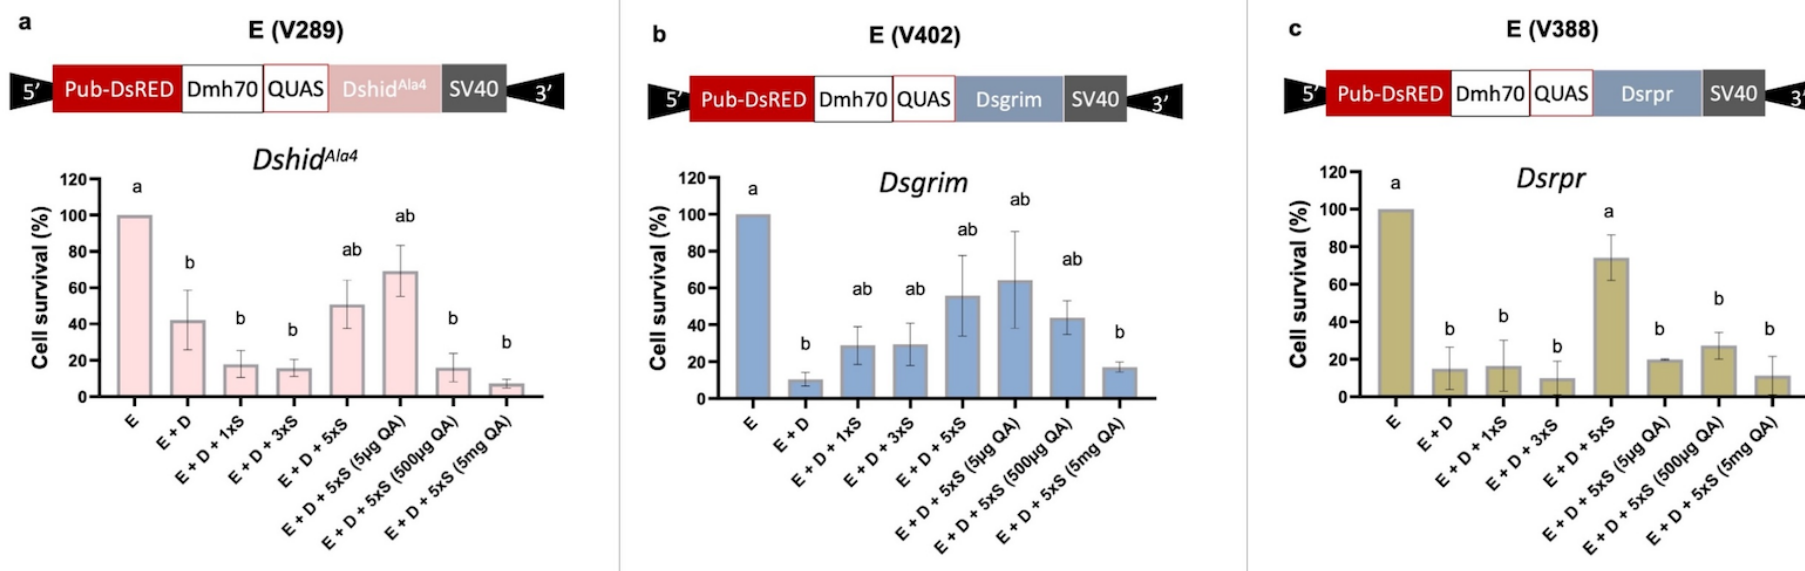 a
E (V289)
5’ Pub-DsRED Dmh70 QUAS DshidAla4 SV40 3’
DshidAla4
Cell survival (%)
120
100
80
60
40
20
0
a
b
b
b
ab
ab
b
b
E
E + D
E + D + 1xS
E + D + 3xS
E + D + 5xS
E + D + 5xS (5µg QA)
E + D + 5xS (500µg QA)
E + D + 5xS (5mg QA)
b
E (V402)
5’ Pub-DsRED Dmh70 QUAS Dsgrim SV40 3’
Dsgrim
Cell survival (%)
120
100
80
60
40
20
0
a
b
ab
ab
ab
ab
ab
b
E
E + D
E + D + 1xS
E + D + 3xS
E + D + 5xS
E + D + 5xS (5µg QA)
E + D + 5xS (500µg QA)
E + D + 5xS (5mg QA)
c
E (V388)
5’ Pub-DsRED Dmh70 QUAS Dsrpr SV40 3’
Dsrpr
Cell survival (%)
120
100
80
60
40
20
0
a
b
b
b
a
b
b
b
E
E + D
E + D + 1xS
E + D + 3xS
E + D + 5xS
E + D + 5xS (5µg QA)
E + D + 5xS (500µg QA)
E + D + 5xS (5mg QA)